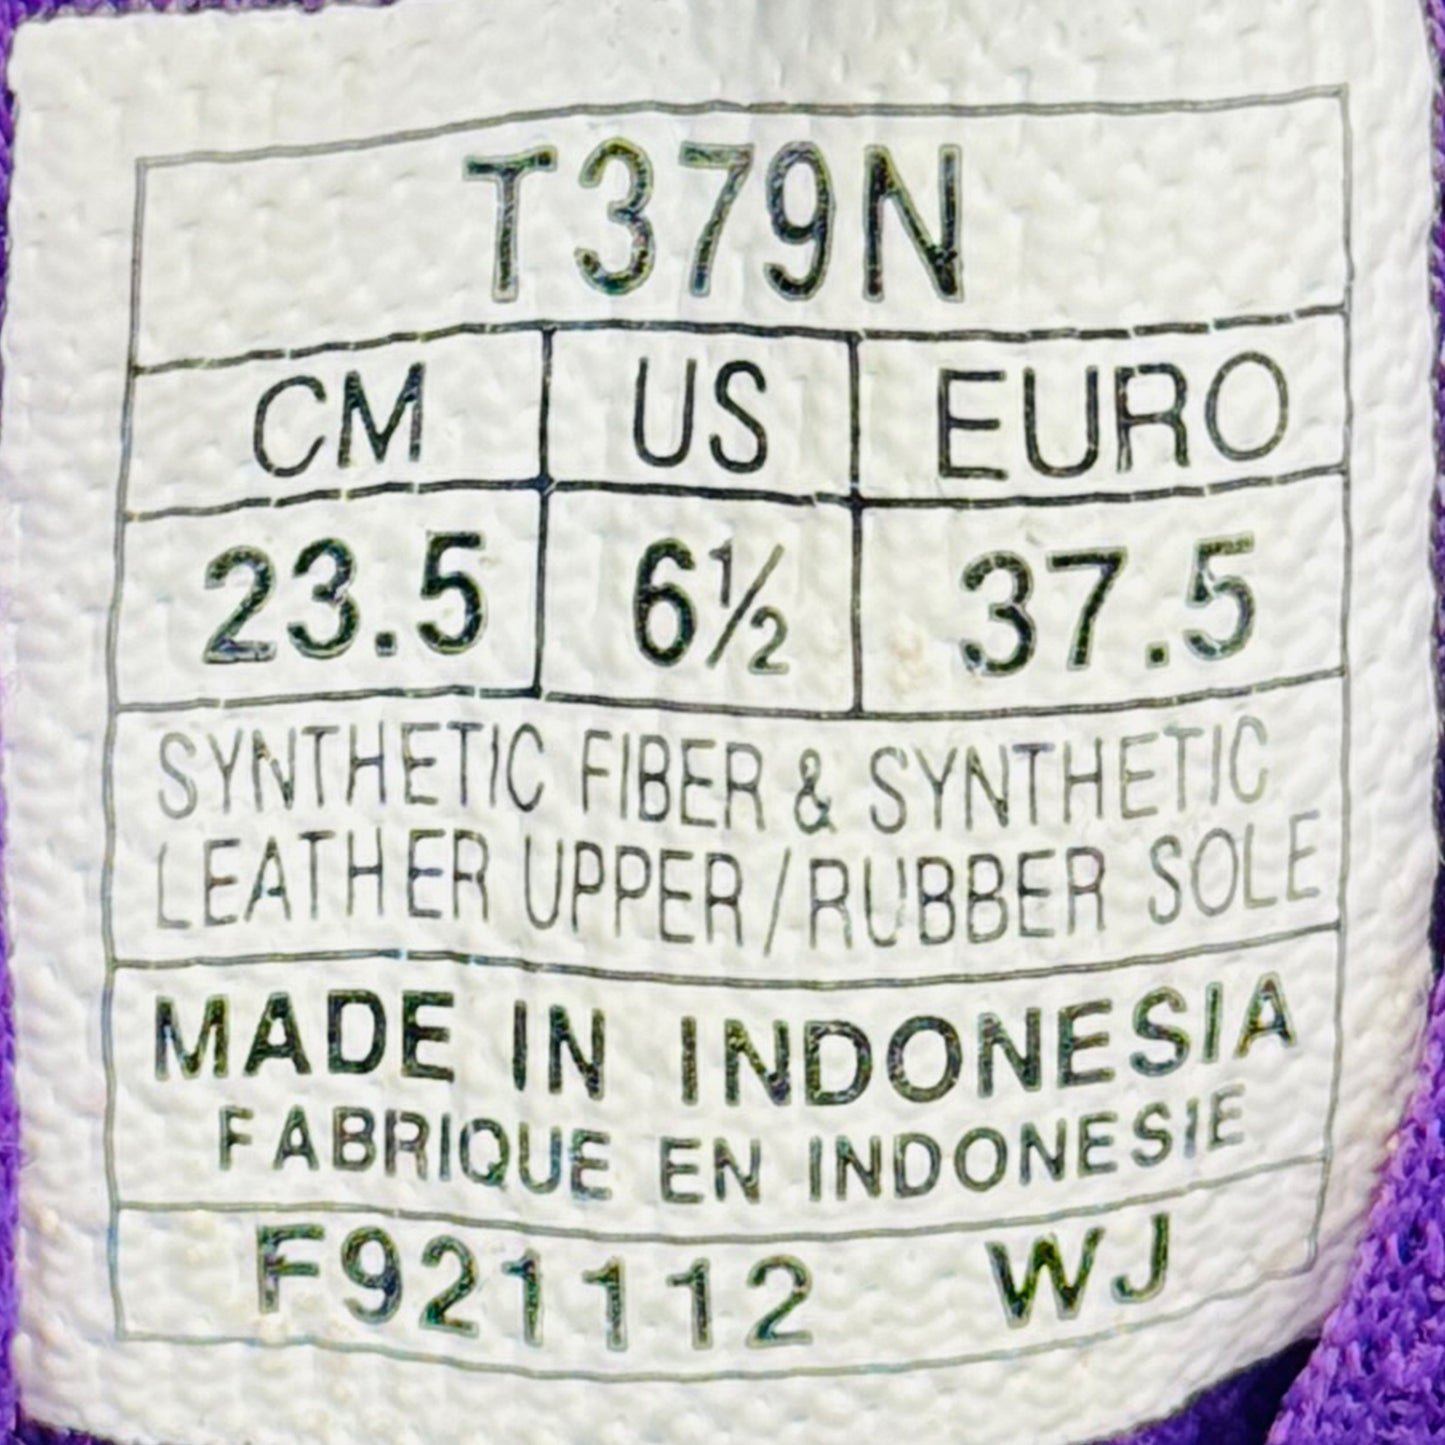 T379N
CM US EURO
23.5 6½ 37.5
SYNTHETIC FIBER & SYNTHETIC
LEATHER UPPER/RUBBER SOLE
MADE IN INDONESIA
FABRIQUE EN INDONESIE
F921112 WJ